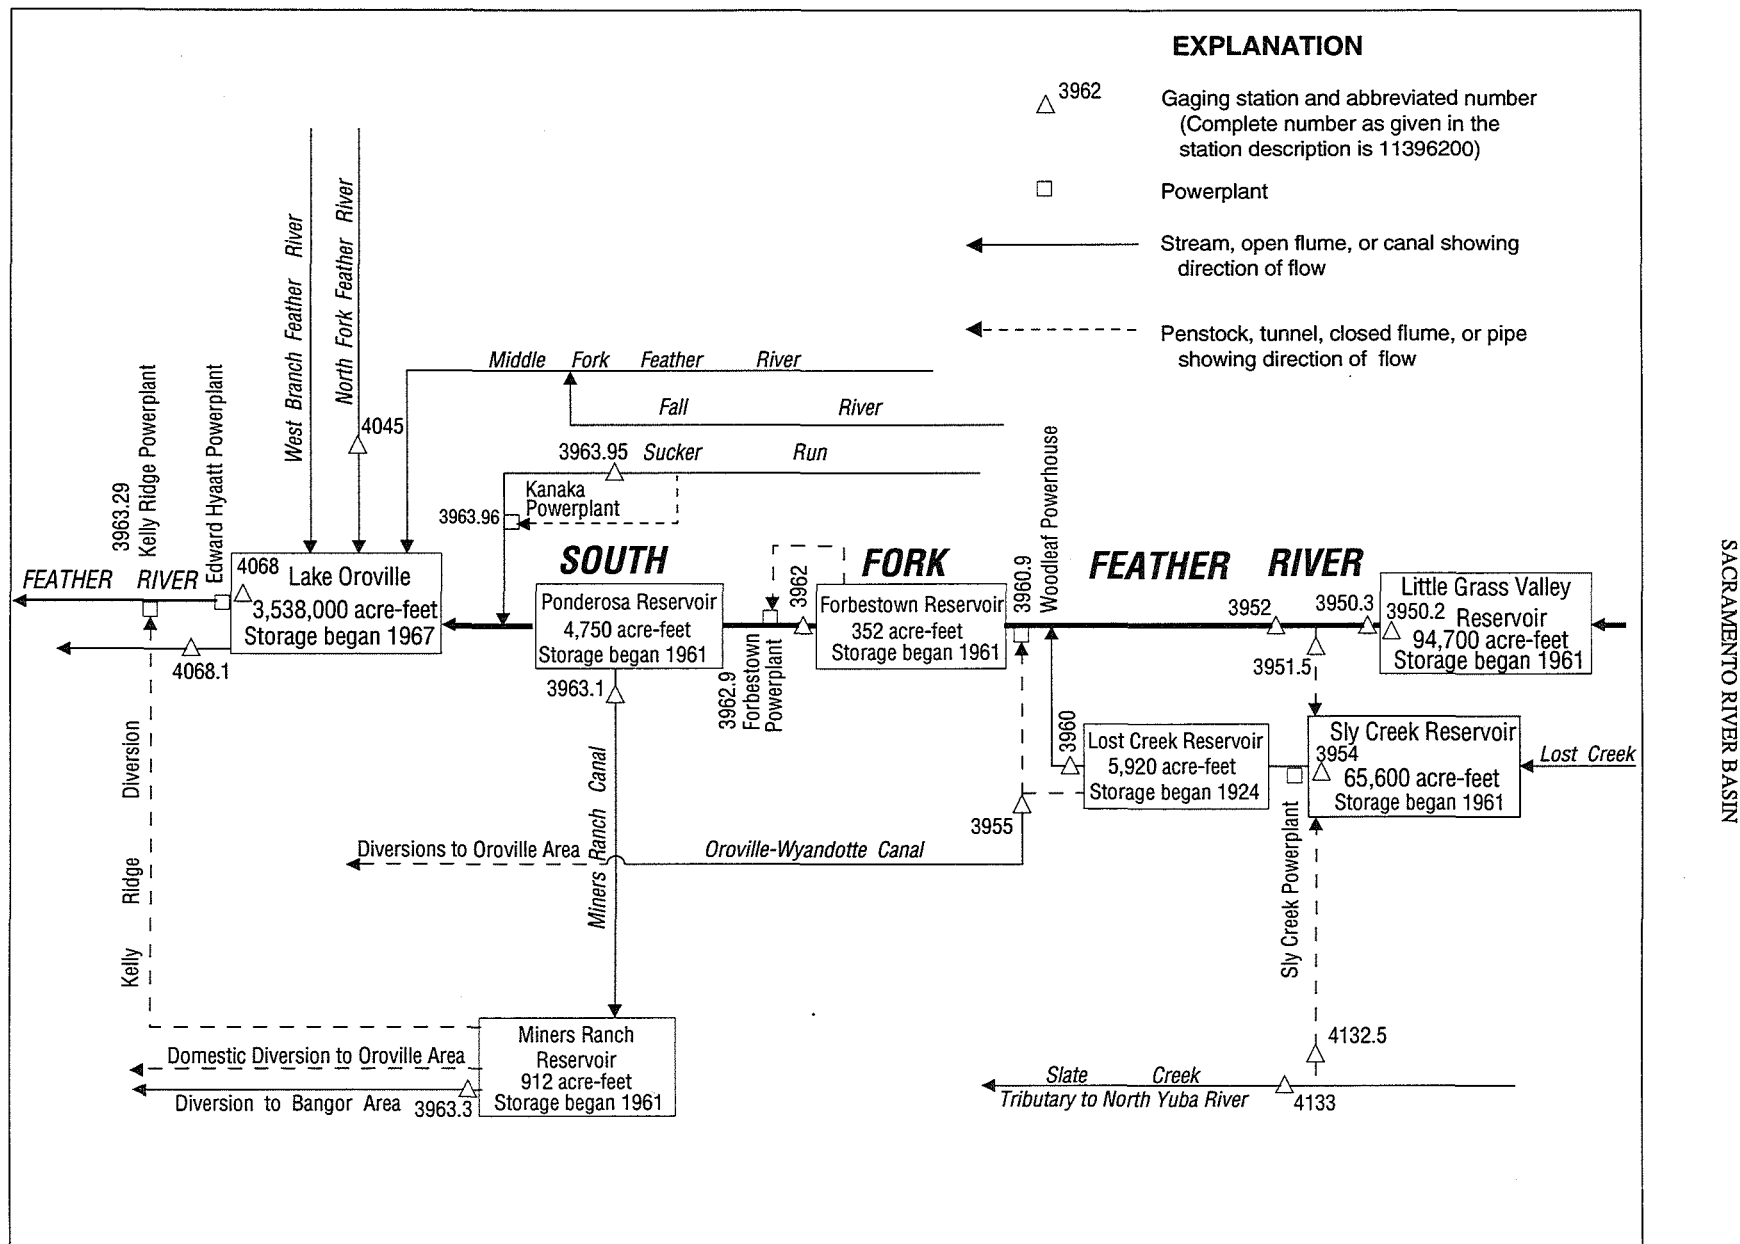 EXPLANATION
3962
Gaging station and abbreviated number
(Complete number as given in the
station description is 11396200)
Powerplant
Stream, open flume, or canal showing
direction of flow
Penstock, tunnel, closed flume, or pipe
showing direction of flow
SACRAMENTO RIVER BASIN
West Branch Feather River
North Fork Feather River
4045
Middle Fork Feather River
Fall River
3963.95 Sucker Run
Kanaka
Powerplant
3963.96
3963.29
Kelly Ridge Powerplant
Edward Hyaatt Powerplant
FEATHER RIVER
4068
Lake Oroville
3,538,000 acre-feet
Storage began 1967
4068.1
SOUTH FORK FEATHER RIVER
Ponderosa Reservoir
4,750 acre-feet
Storage began 1961
3963.1
3962.9
Forbestown
Powerplant
3962
Forbestown Reservoir
352 acre-feet
Storage began 1961
3960.9
Woodleaf Powerhouse
3952
3950.3
3951.5
Little Grass Valley
3950.2 Reservoir
94,700 acre-feet
Storage began 1961
3960
Lost Creek Reservoir
5,920 acre-feet
Storage began 1924
Sly Creek Reservoir
3954
65,600 acre-feet
Storage began 1961
Lost Creek
3955
Sly Creek Powerplant
Diversions to Oroville Area
Oroville-Wyandotte Canal
Miners Ranch Canal
Kelly Ridge Diversion
Miners Ranch
Reservoir
912 acre-feet
Storage began 1961
Domestic Diversion to Oroville Area
Diversion to Bangor Area
3963.3
4132.5
Slate Creek
Tributary to North Yuba River
4133